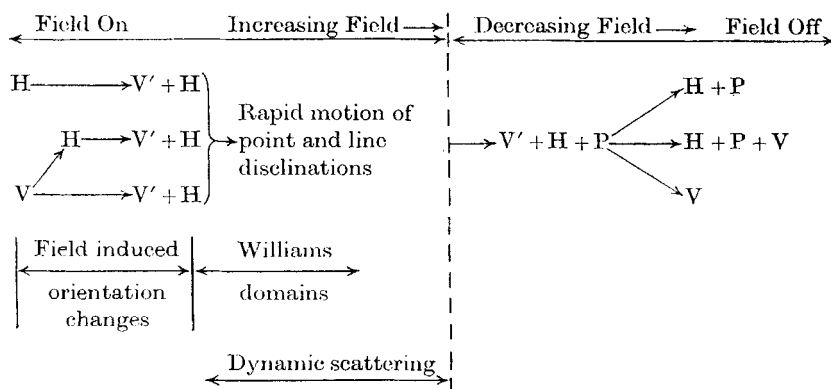 Field On Increasing Field → Decreasing Field → Field Off
H → V′ + H
H → V′ + H
V → V′ + H
Rapid motion of
point and line
disclinations
→ V′ + H + P
H + P
H + P + V
V
Field induced
orientation
changes
Williams
domains
Dynamic scattering